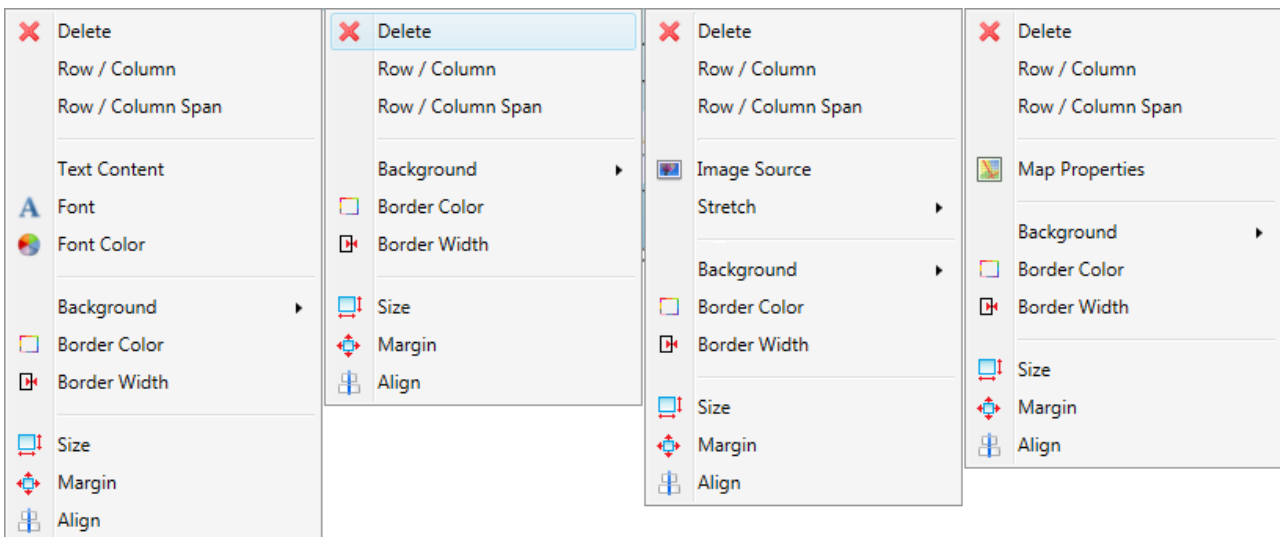 Delete
Row / Column
Row / Column Span
Text Content
Font
Font Color
Background
Border Color
Border Width
Size
Margin
Align
Delete
Row / Column
Row / Column Span
Background
Border Color
Border Width
Size
Margin
Align
Delete
Row / Column
Row / Column Span
Image Source
Stretch
Background
Border Color
Border Width
Size
Margin
Align
Delete
Row / Column
Row / Column Span
Map Properties
Background
Border Color
Border Width
Size
Margin
Align